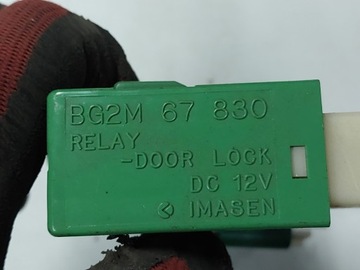 BG2M 67 830
RELAY
-DOOR LOCK
DC 12V
IMASEN